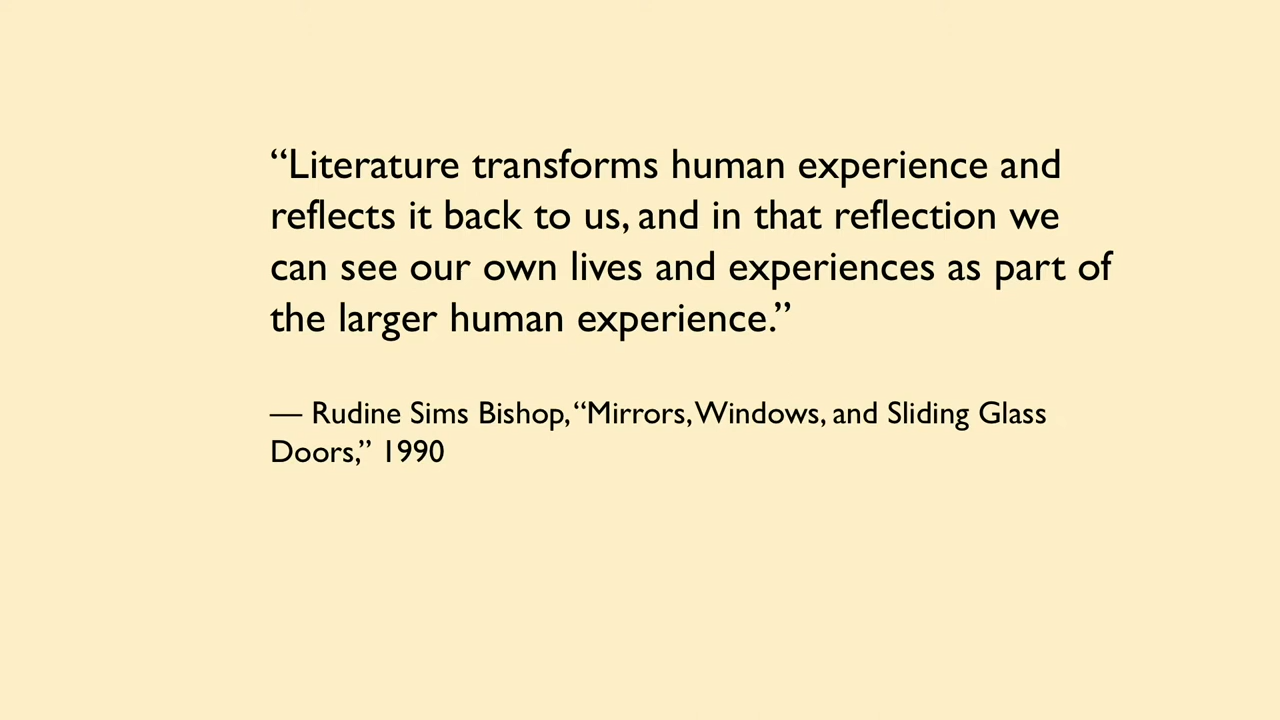 “Literature transforms human experience and
reflects it back to us, and in that reflection we
can see our own lives and experiences as part of
the larger human experience.”
— Rudine Sims Bishop, “Mirrors, Windows, and Sliding Glass
Doors,” 1990